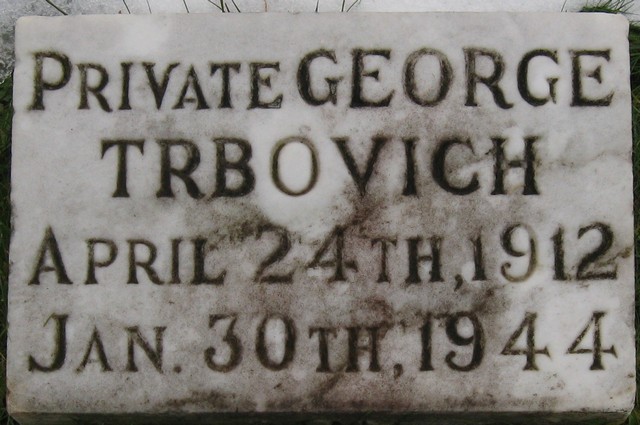 PRIVATE GEORGE
TRBOVICH
APRIL 24TH, 1912
JAN. 30TH, 1944